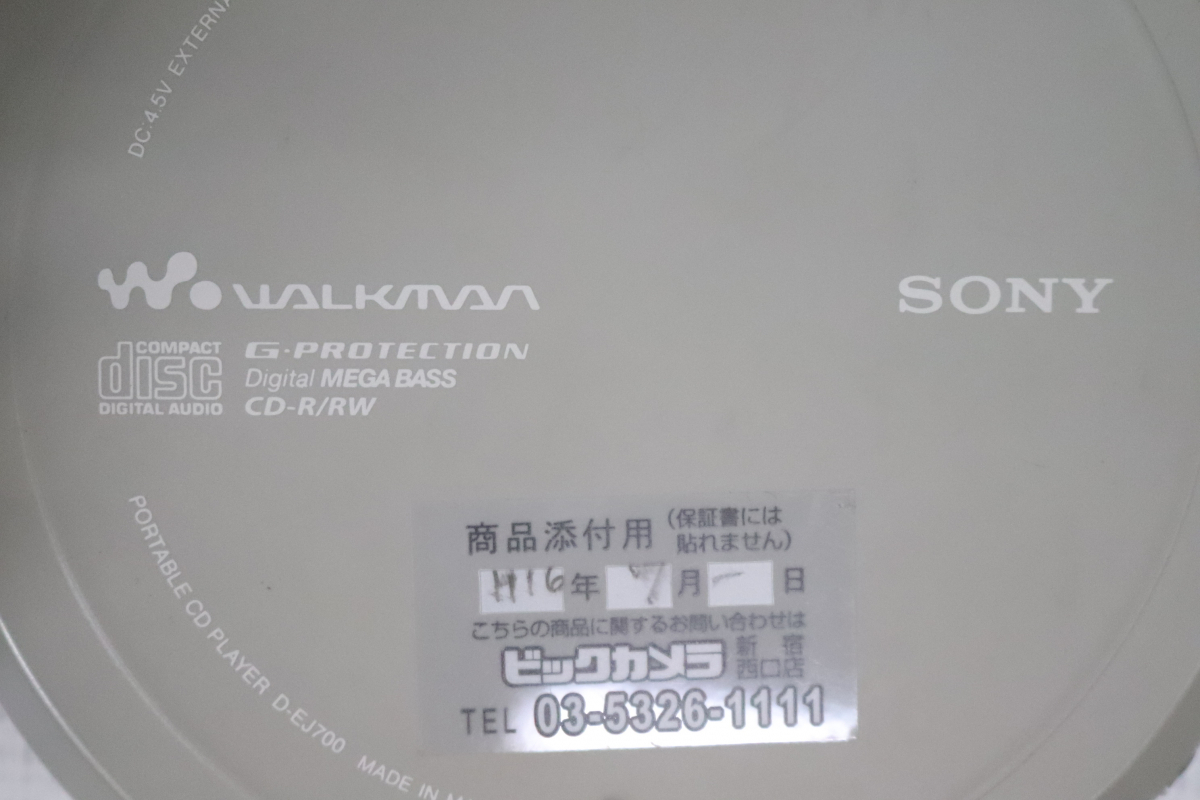 DC:4.5V EXTERNA
WALKMAN
SONY
COMPACT
disc
DIGITAL AUDIO
G-PROTECTION
Digital MEGA BASS
CD-R/RW
商品添付用(保証書には
貼れません)
H16年 7月 一 日
こちらの商品に関するお問い合わせは
ビックカメラ 新宿
西口店
TEL 03-5326-1111
PORTABLE CD PLAYER D-EJ700 MADE IN M